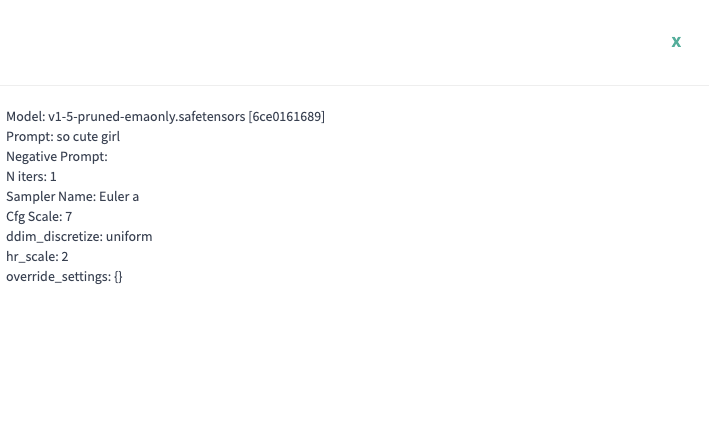 X
Model: v1-5-pruned-emaonly.safetensors [6ce0161689]
Prompt: so cute girl
Negative Prompt:
N iters: 1
Sampler Name: Euler a
Cfg Scale: 7
ddim_discretize: uniform
hr_scale: 2
override_settings: {}